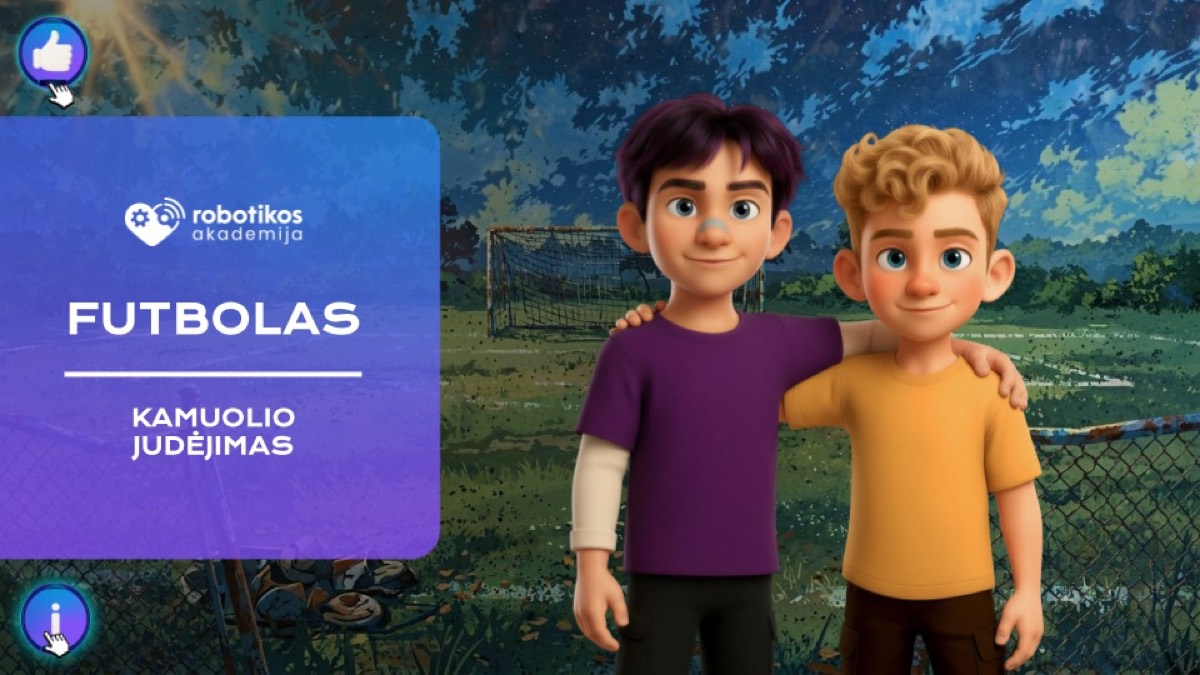 robotikos
akademija
FUTBOLAS
KAMUOLIO
JUDĖJIMAS
i